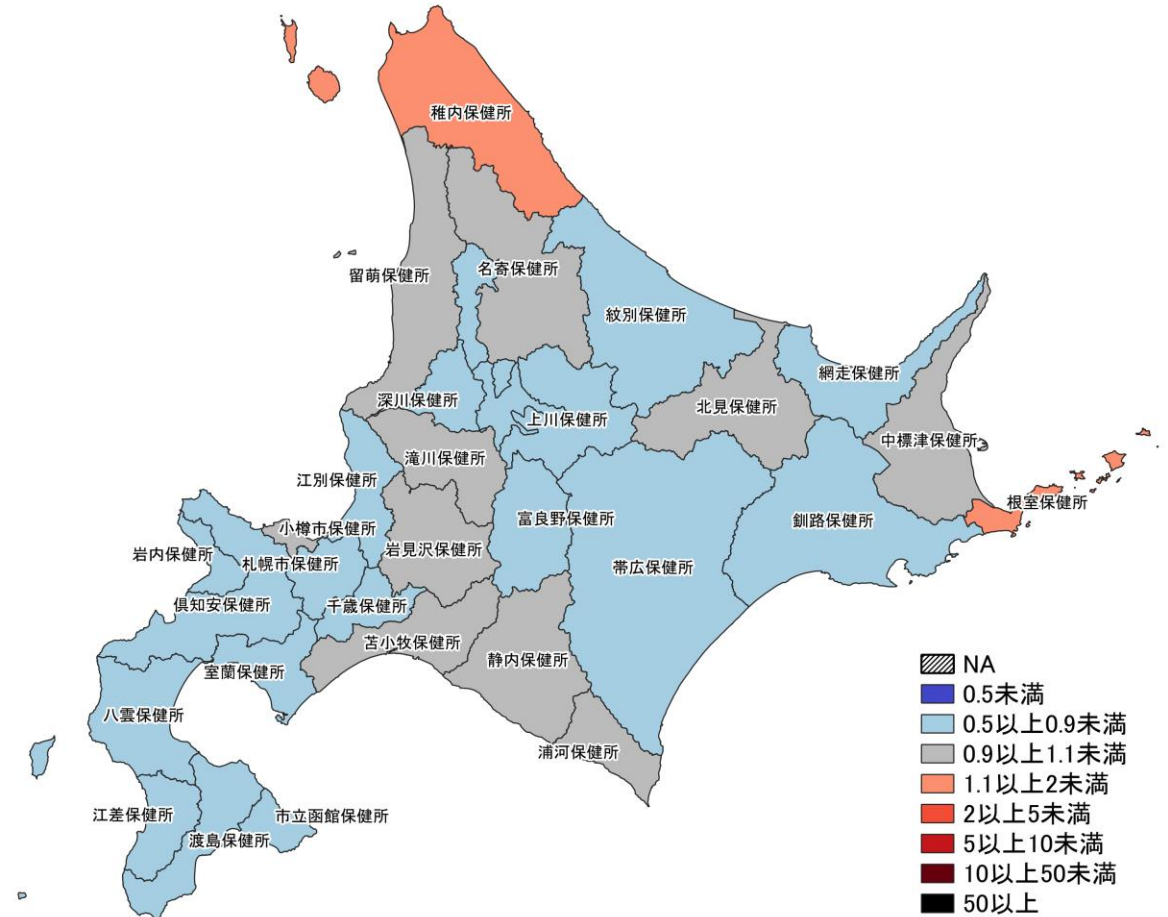 稚内保健所
留萌保健所
名寄保健所
紋別保健所
網走保健所
深川保健所
上川保健所
北見保健所
中標津保健所
滝川保健所
江別保健所
根室保健所
小樽市保健所
富良野保健所
釧路保健所
岩内保健所
札幌市保健所
岩見沢保健所
帯広保健所
倶知安保健所
千歳保健所
苫小牧保健所
静内保健所
室蘭保健所
八雲保健所
浦河保健所
江差保健所
市立函館保健所
渡島保健所
NA
0.5未満
0.5以上0.9未満
0.9以上1.1未満
1.1以上2未満
2以上5未満
5以上10未満
10以上50未満
50以上